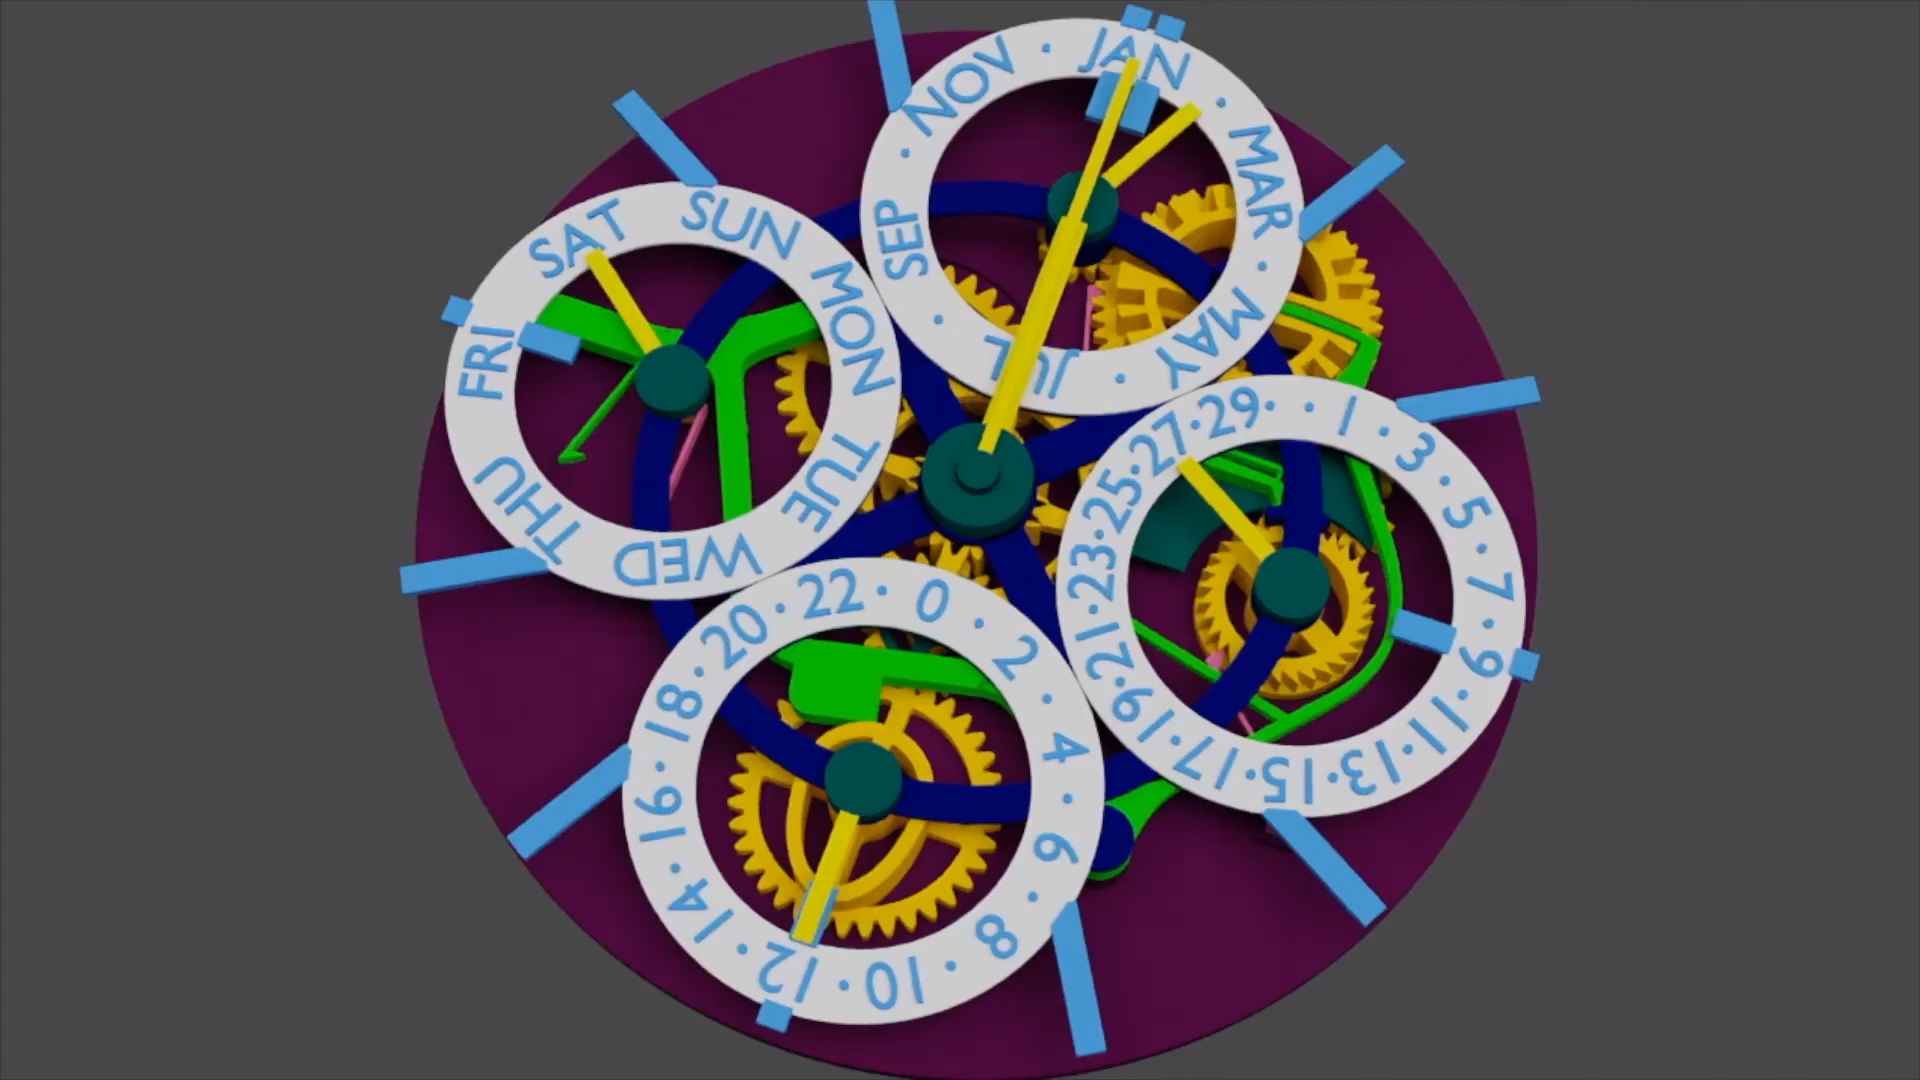 JAN · MAR · MAY · JUL · SEP · NOV ·
SUN MON TUE WED THU FRI SAT
· 1 · 3 · 5 · 7 · 9 · 11 · 13 · 15 · 17 · 19 · 21 · 23 · 25 · 27 · 29 ·
0 · 2 · 4 · 6 · 8 · 10 · 12 · 14 · 16 · 18 · 20 · 22 ·